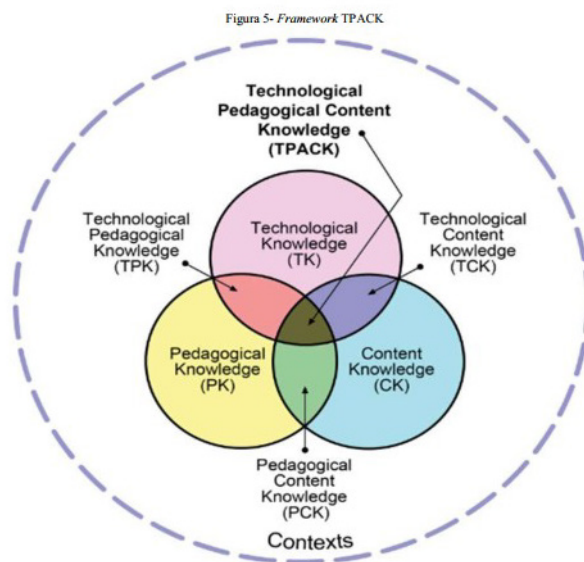 Figura 5- Framework TPACK
Technological
Pedagogical Content
Knowledge
(TPACK)
Technological
Pedagogical
Knowledge
(TPK)
Technological
Knowledge
(TK)
Technological
Content
Knowledge
(TCK)
Pedagogical
Knowledge
(PK)
Content
Knowledge
(CK)
Pedagogical
Content
Knowledge
(PCK)
Contexts